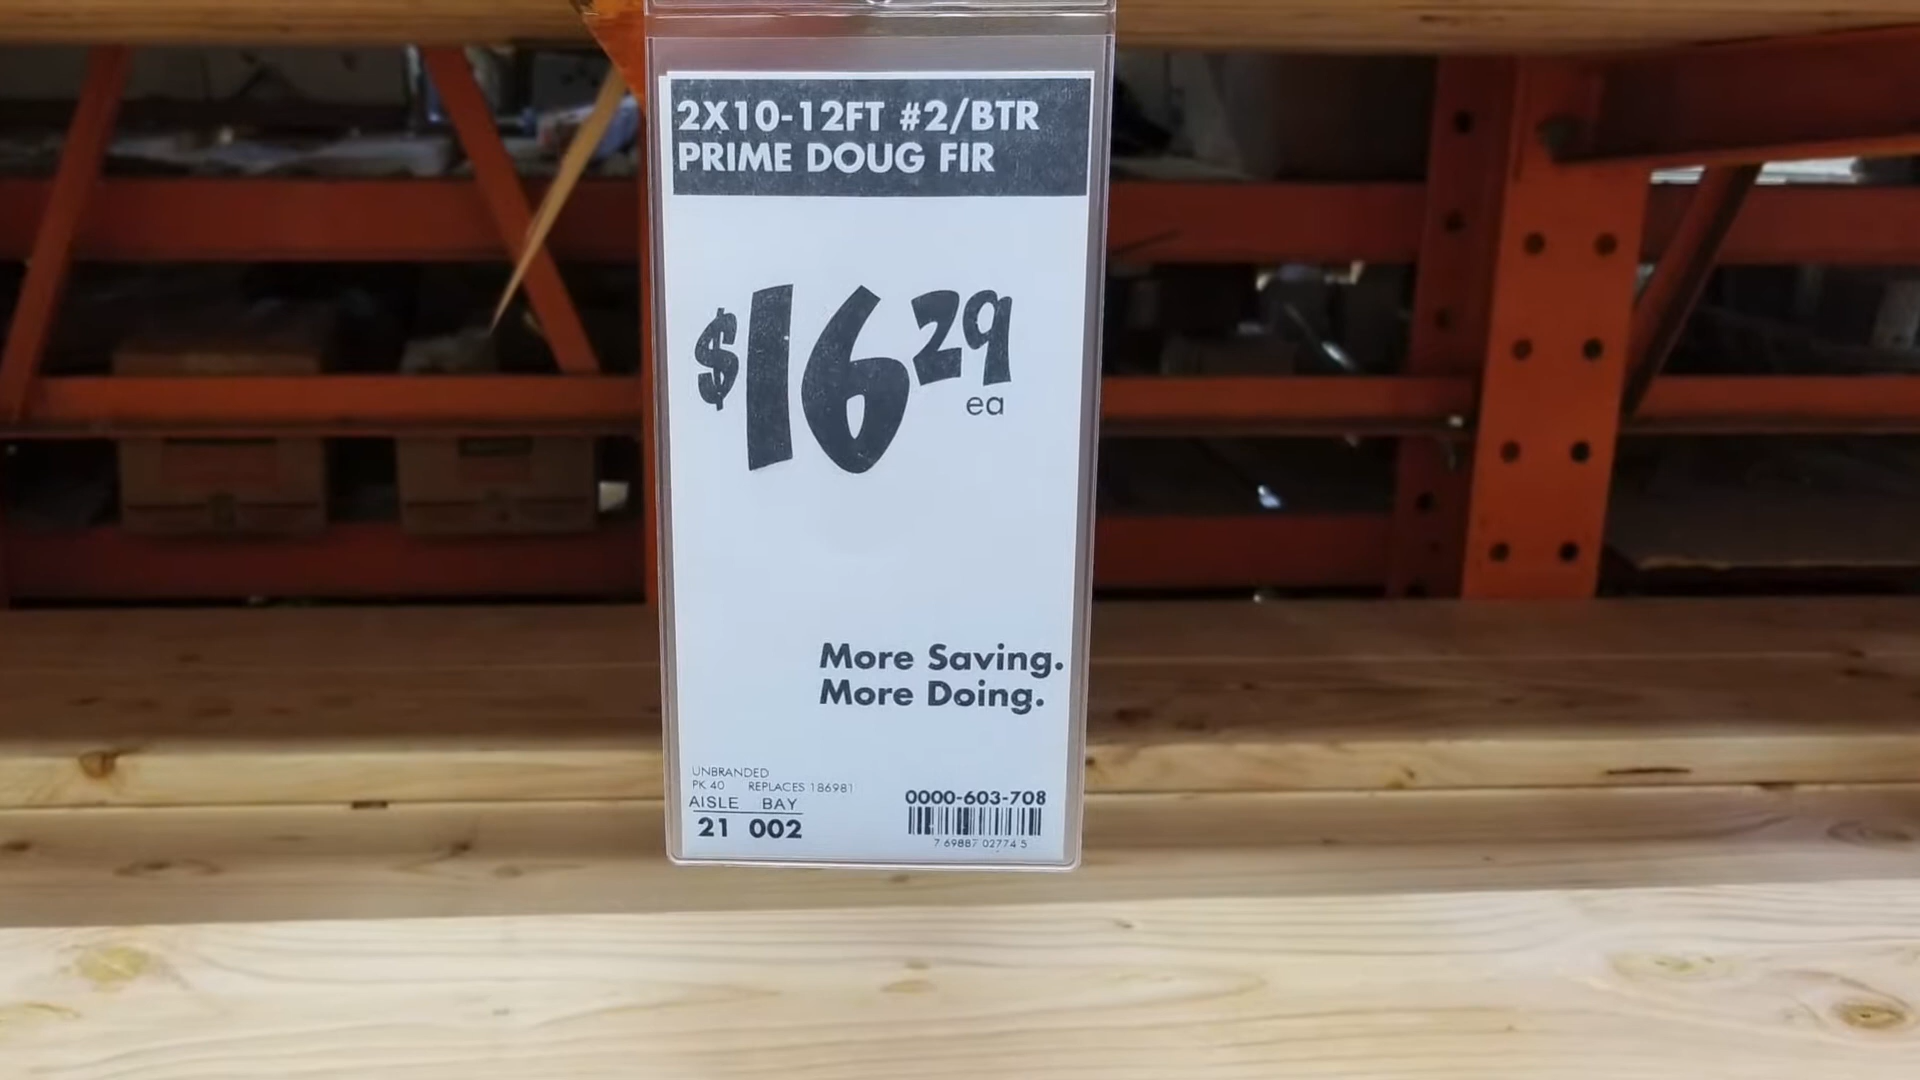 2X10-12FT #2/BTR
PRIME DOUG FIR
$16 29
ea
More Saving.
More Doing.
UNBRANDED
PK 40 REPLACES 186981
AISLE BAY
21 002
0000-603-708
7 69887 02774 5